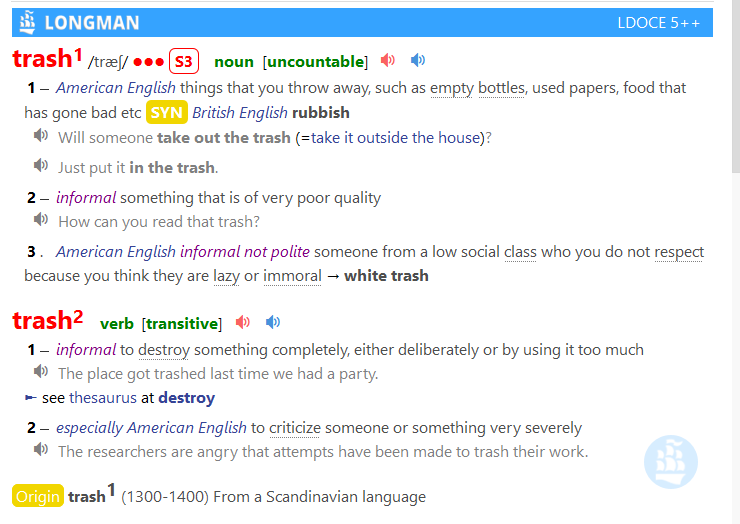 LONGMAN LDOCE 5++
trash1 /træʃ/ ●●● S3 noun [uncountable]
1 – American English things that you throw away, such as empty bottles, used papers, food that
has gone bad etc SYN British English rubbish
Will someone take out the trash (=take it outside the house)?
Just put it in the trash.
2 – informal something that is of very poor quality
How can you read that trash?
3 . American English informal not polite someone from a low social class who you do not respect
because you think they are lazy or immoral → white trash
trash2 verb [transitive]
1 – informal to destroy something completely, either deliberately or by using it too much
The place got trashed last time we had a party.
► see thesaurus at destroy
2 – especially American English to criticize someone or something very severely
The researchers are angry that attempts have been made to trash their work.
Origin trash1 (1300-1400) From a Scandinavian language